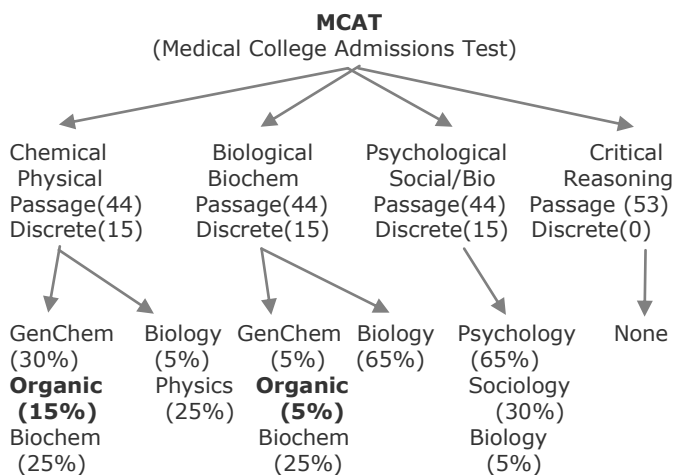 MCAT
(Medical College Admissions Test)
Chemical
Physical
Passage(44)
Discrete(15)
Biological
Biochem
Passage(44)
Discrete(15)
Psychological
Social/Bio
Passage(44)
Discrete(15)
Critical
Reasoning
Passage (53)
Discrete(0)
GenChem
(30%)
Organic
(15%)
Biochem
(25%)
Biology
(5%)
Physics
(25%)
GenChem
(5%)
Organic
(5%)
Biochem
(25%)
Biology
(65%)
Psychology
(65%)
Sociology
(30%)
Biology
(5%)
None